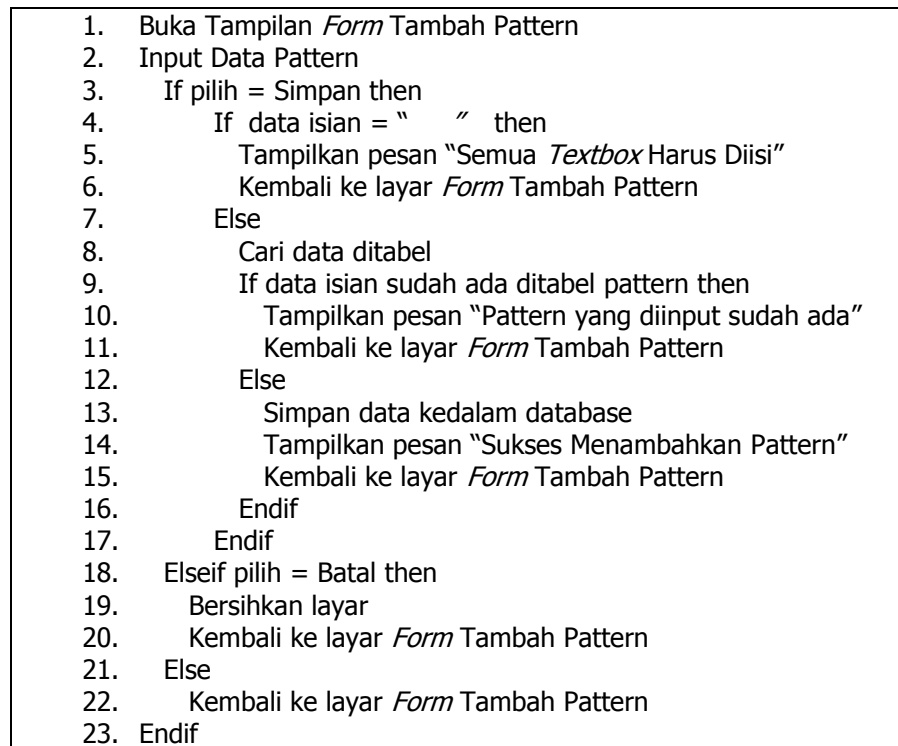 1. Buka Tampilan Form Tambah Pattern
2. Input Data Pattern
3. If pilih = Simpan then
4. If data isian = “ ” then
5. Tampilkan pesan “Semua Textbox Harus Diisi”
6. Kembali ke layar Form Tambah Pattern
7. Else
8. Cari data ditabel
9. If data isian sudah ada ditabel pattern then
10. Tampilkan pesan “Pattern yang diinput sudah ada”
11. Kembali ke layar Form Tambah Pattern
12. Else
13. Simpan data kedalam database
14. Tampilkan pesan “Sukses Menambahkan Pattern”
15. Kembali ke layar Form Tambah Pattern
16. Endif
17. Endif
18. Elseif pilih = Batal then
19. Bersihkan layar
20. Kembali ke layar Form Tambah Pattern
21. Else
22. Kembali ke layar Form Tambah Pattern
23. Endif